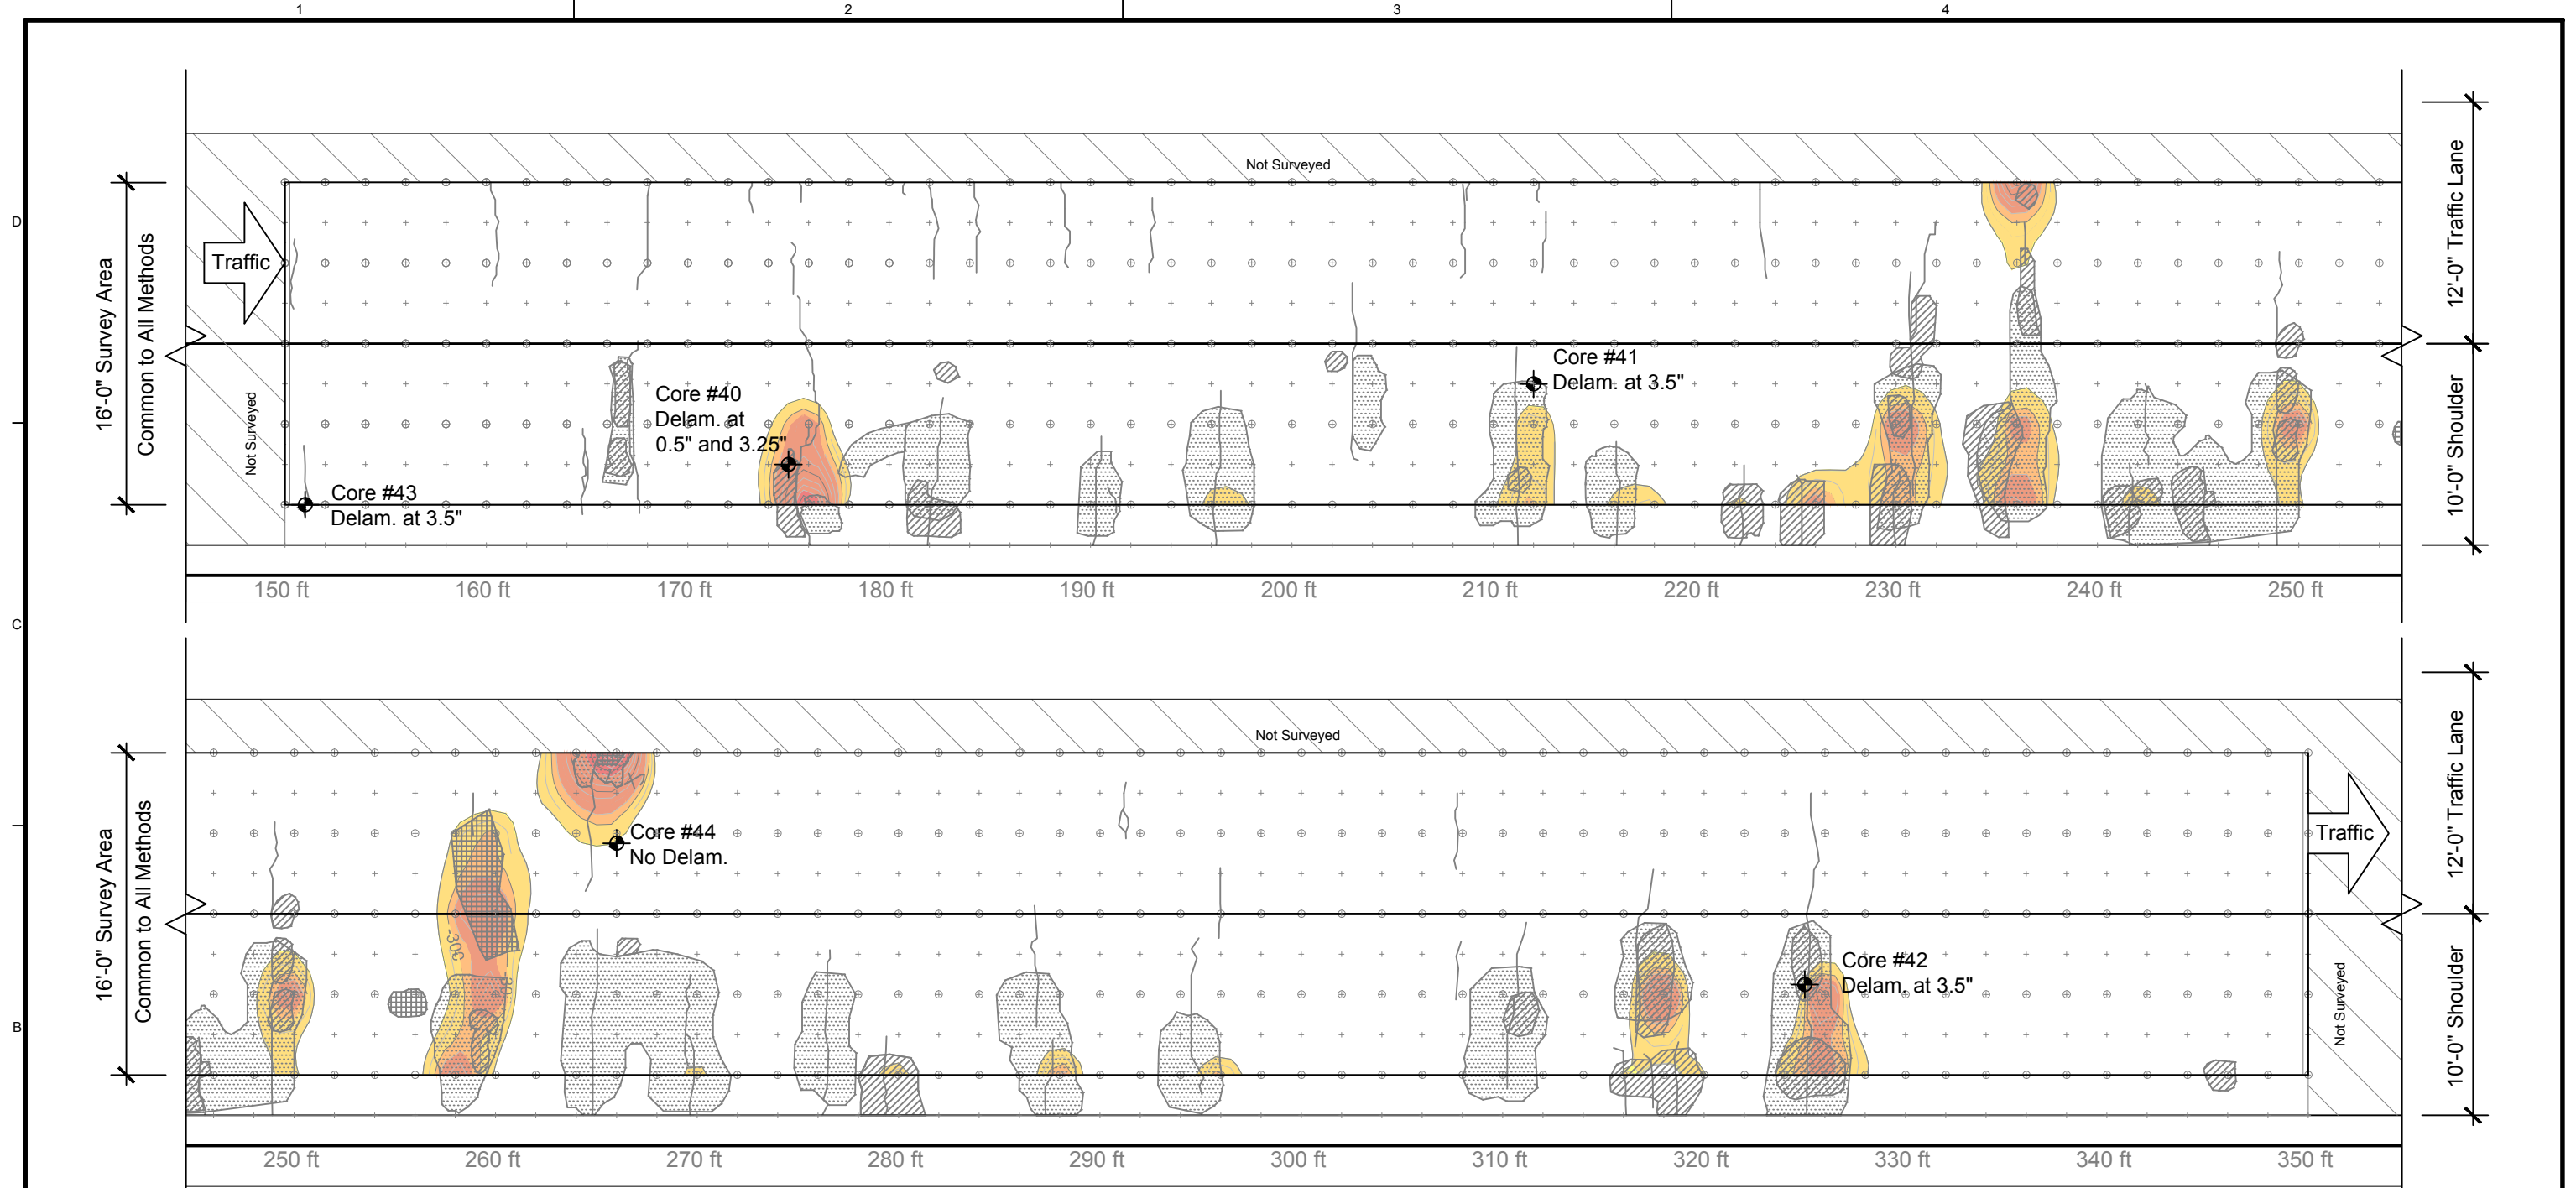 1 2 3 4
Not Surveyed
D
16'-0" Survey Area
Common to All Methods
Traffic
Not Surveyed
12'-0" Traffic Lane
10'-0" Shoulder
Core #41
Delam. at 3.5"
Core #40
Delam. at
0.5" and 3.25"
Core #43
Delam. at 3.5"
150 ft 160 ft 170 ft 180 ft 190 ft 200 ft 210 ft 220 ft 230 ft 240 ft 250 ft
C
Not Surveyed
16'-0" Survey Area
Common to All Methods
12'-0" Traffic Lane
10'-0" Shoulder
Traffic
Core #44
No Delam.
Core #42
Delam. at 3.5"
Not Surveyed
B
250 ft 260 ft 270 ft 280 ft 290 ft 300 ft 310 ft 320 ft 330 ft 340 ft 350 ft